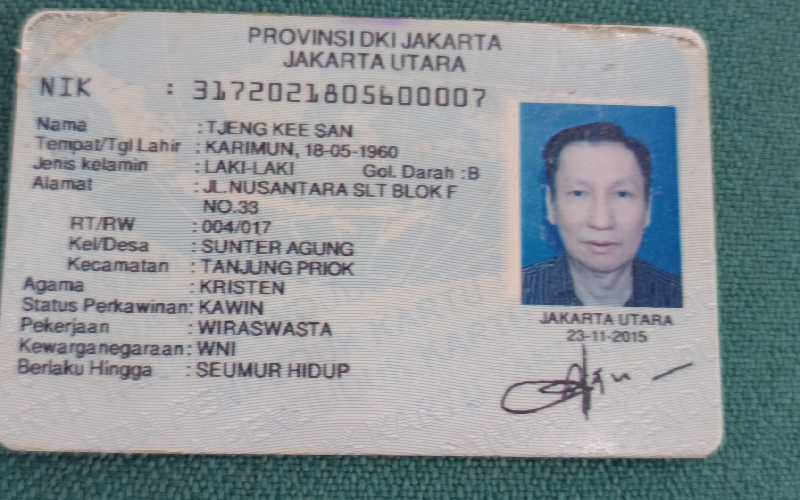 PROVINSI DKI JAKARTA
JAKARTA UTARA
NIK : 3172021805600007
Nama : TJENG KEE SAN
Tempat/Tgl Lahir : KARIMUN, 18-05-1960
Jenis kelamin : LAKI-LAKI Gol. Darah : B
Alamat : JL.NUSANTARA SLT BLOK F
NO.33
RT/RW : 004/017
Kel/Desa : SUNTER AGUNG
Kecamatan : TANJUNG PRIOK
Agama : KRISTEN
Status Perkawinan: KAWIN
Pekerjaan : WIRASWASTA
Kewarganegaraan: WNI
Berlaku Hingga : SEUMUR HIDUP
JAKARTA UTARA
23-11-2015